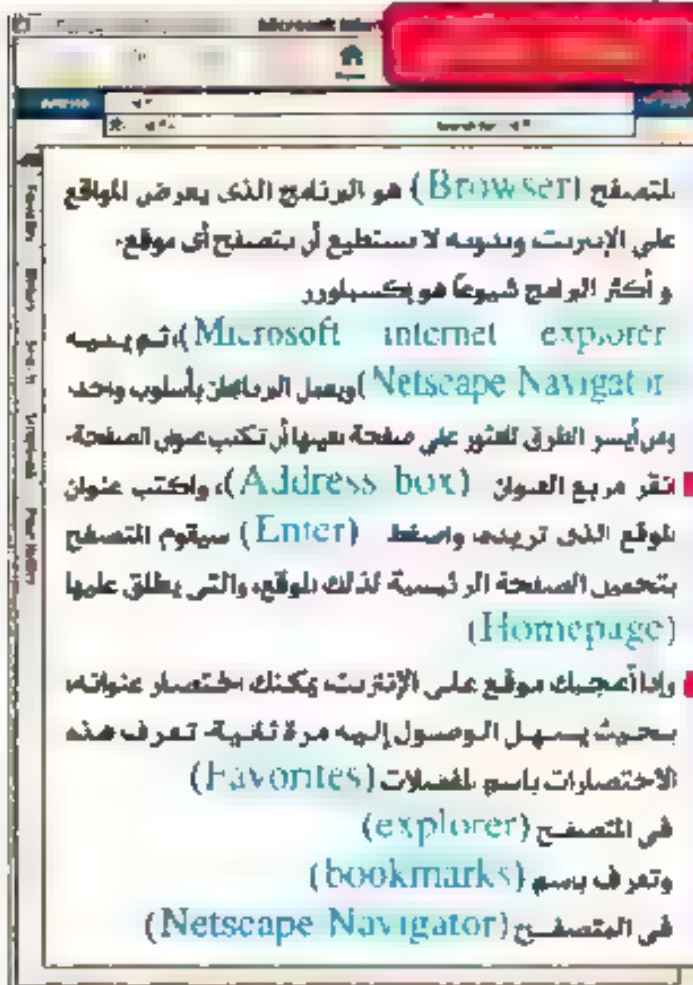 المتصفح (Browser) هو البرنامج الذى يعرض المواقع
على الإنترنت وبدونه لا تستطيع أن تتصفح أى موقع.
و أكثر البرامج شيوعاً هو إكسبلورر
Microsoft internet explorer)، ثم يليه
Netscape Navigator) ويعمل البرنامجان بأسلوب واحد،
ومن أيسر الطرق للعثور على صفحة بعينها أن تكتب عنوان الصفحة.
انقر مربع العنوان (Address box)، واكتب عنوان
الموقع الذى تريده، واضغط (Enter) سيقوم المتصفح
بتحميل الصفحة الرئيسية لذلك الموقع، والتى يطلق عليها
(Homepage)
وإذا أعجبك موقع على الإنترنت، يمكنك اختصار عنوانه،
بحيث يسهل الوصول إليه مرة ثانية. تعرف هذه
الاختصارات باسم المفضلات (Favorites)
فى المتصفح (explorer)
وتعرف باسم (bookmarks)
فى المتصفح (Netscape Navigator)